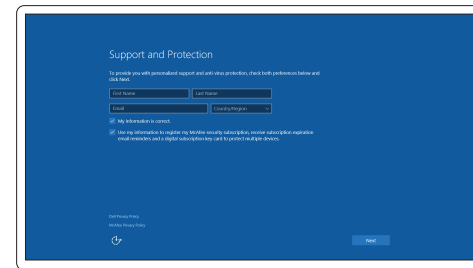 Support and Protection
To provide you with personalized support and anti-virus protection, check both preferences below and
click Next.
First Name
Last Name
Email
Country/Region
My information is correct.
Use my information to register my McAfee security subscription, receive subscription expiration
email reminders and a digital subscription key card to protect multiple devices.
Dell Privacy Policy
McAfee Privacy Policy
Next